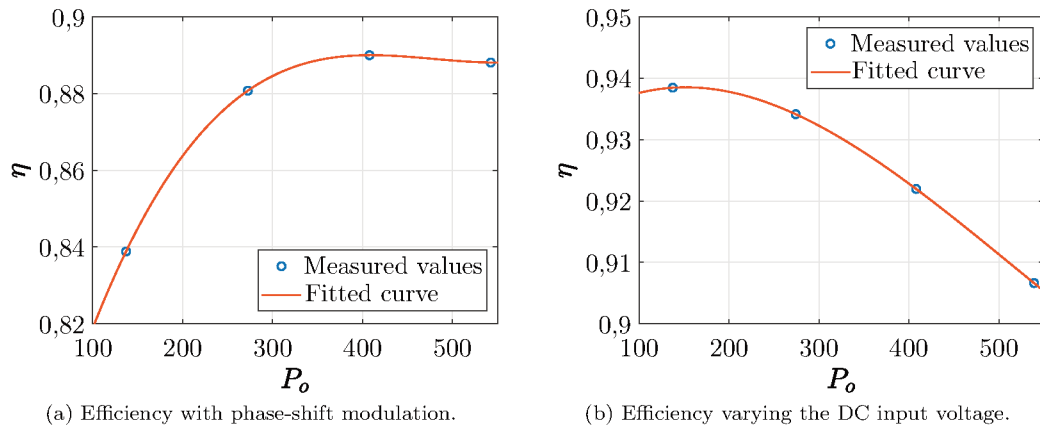 0,9
0,88
0,86
0,84
0,82
η
100
200
300
400
500
P_o
Measured values
Fitted curve
(a) Efficiency with phase-shift modulation.
0,95
0,94
0,93
0,92
0,91
0,9
η
100
200
300
400
500
P_o
Measured values
Fitted curve
(b) Efficiency varying the DC input voltage.